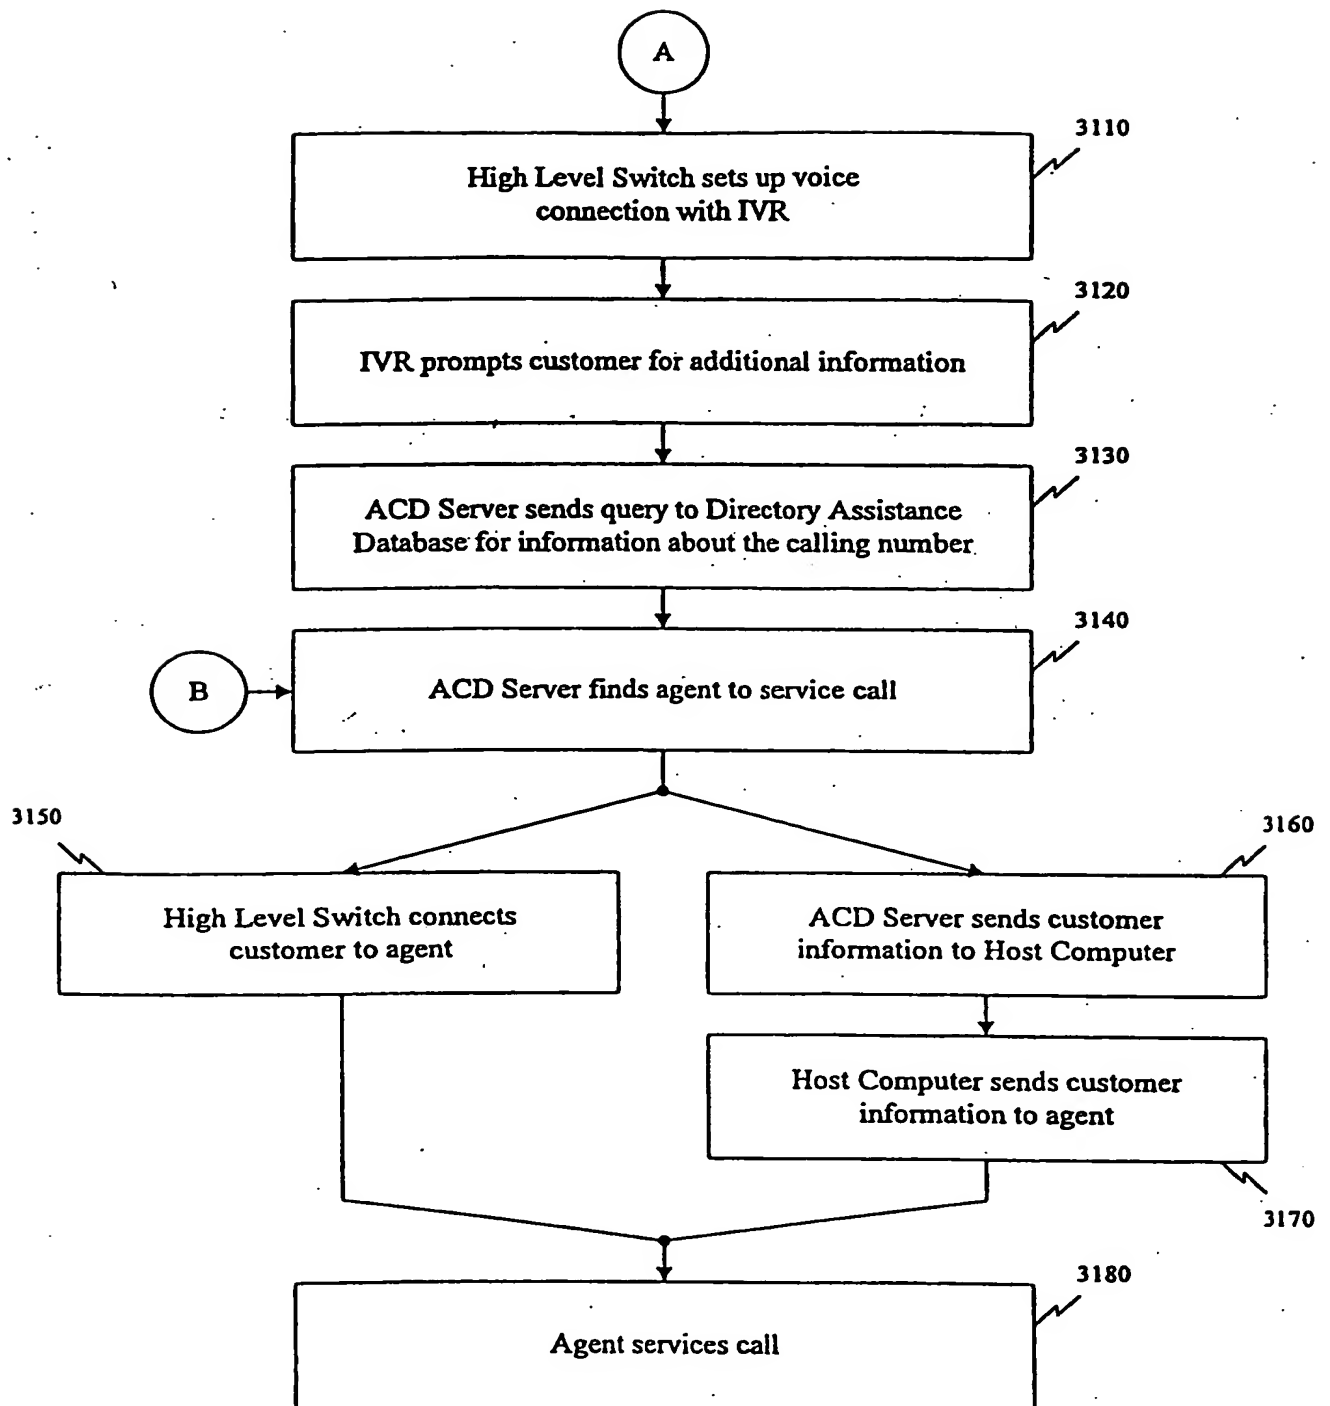 A
3110
High Level Switch sets up voice
connection with IVR
3120
IVR prompts customer for additional information
3130
ACD Server sends query to Directory Assistance
Database for information about the calling number
3140
B
ACD Server finds agent to service call
3150
3160
High Level Switch connects
customer to agent
ACD Server sends customer
information to Host Computer
Host Computer sends customer
information to agent
3170
3180
Agent services call